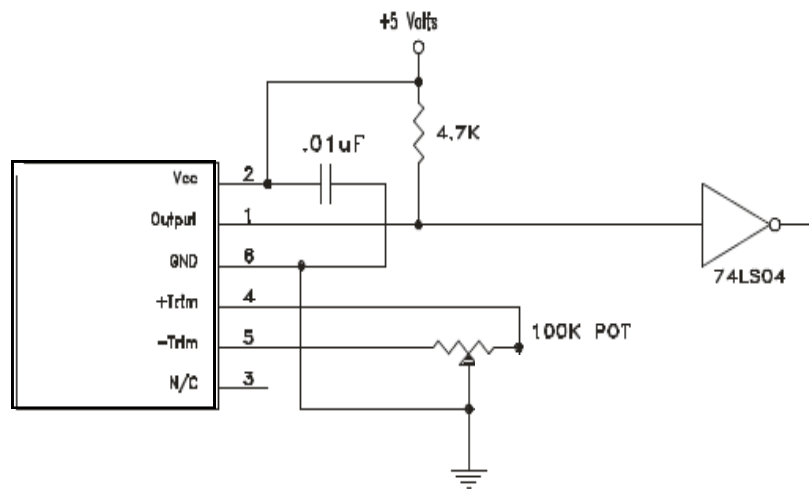 +5 Volts
4.7K
.01uF
Vcc 2
Output 1
GND 6
+Trim 4
-Trim 5
N/C 3
74LS04
100K POT